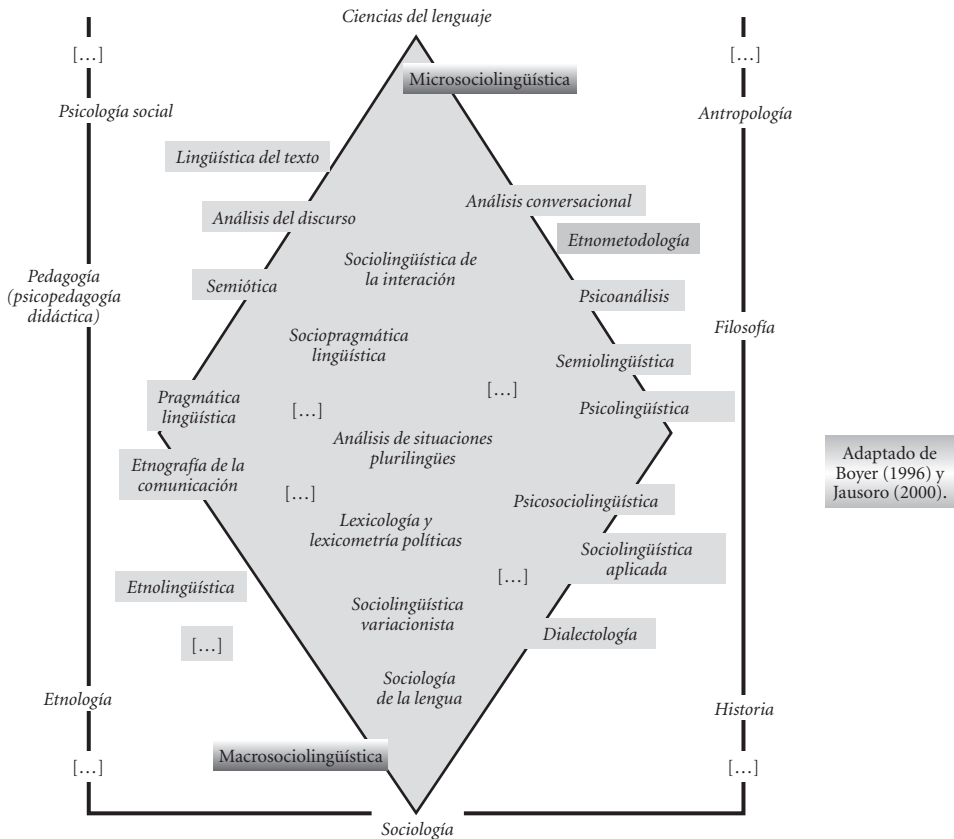 Ciencias del lenguaje
[…]
[…]
Microsociolingüística
Psicología social
Antropología
Lingüística del texto
Análisis conversacional
Análisis del discurso
Etnometodología
Sociolingüística de
la interación
Pedagogía
(psicopedagogía
didáctica)
Semiótica
Psicoanálisis
Filosofía
Sociopragmática
lingüística
Semiolingüística
[…]
Pragmática
lingüística
[…]
Psicolingüística
Análisis de situaciones
plurilingües
Adaptado de
Boyer (1996) y
Jausoro (2000).
Etnografía de la
comunicación
[…]
Psicosociolingüística
Lexicología y
lexicometría políticas
Sociolingüística
aplicada
[…]
Etnolingüística
Sociolingüística
variacionista
Dialectología
[…]
Sociología
de la lengua
Etnología
Historia
Macrosociolingüística
[…]
[…]
Sociología